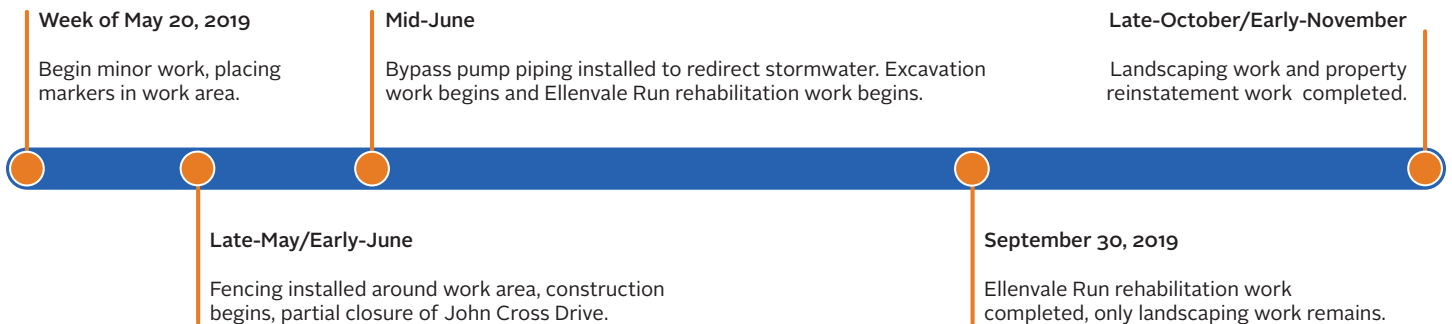 Week of May 20, 2019
Begin minor work, placing
markers in work area.
Late-May/Early-June
Fencing installed around work area, construction
begins, partial closure of John Cross Drive.
Mid-June
Bypass pump piping installed to redirect stormwater. Excavation
work begins and Ellenvale Run rehabilitation work begins.
September 30, 2019
Ellenvale Run rehabilitation work
completed, only landscaping work remains.
Late-October/Early-November
Landscaping work and property
reinstatement work completed.